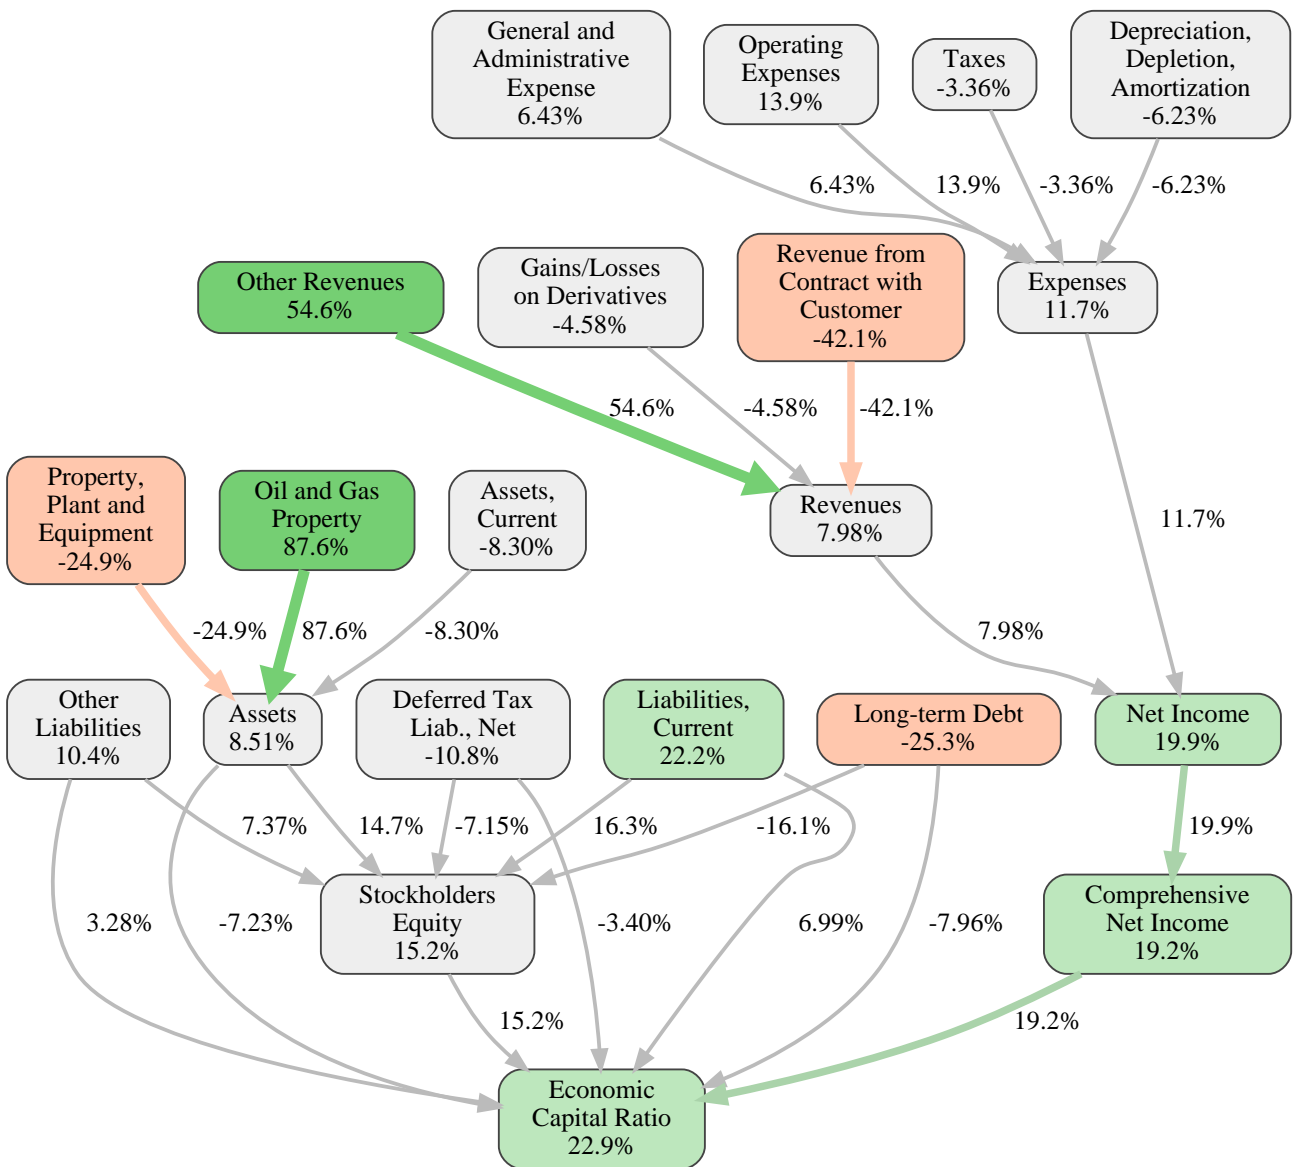 General and
Administrative
Expense
6.43%
Operating
Expenses
13.9%
Taxes
-3.36%
Depreciation,
Depletion,
Amortization
-6.23%
6.43%
13.9%
-3.36%
-6.23%
Other Revenues
54.6%
Gains/Losses
on Derivatives
-4.58%
Revenue from
Contract with
Customer
-42.1%
Expenses
11.7%
54.6%
-4.58%
-42.1%
Property,
Plant and
Equipment
-24.9%
Oil and Gas
Property
87.6%
Assets,
Current
-8.30%
Revenues
7.98%
11.7%
-24.9%
87.6%
-8.30%
7.98%
Other
Liabilities
10.4%
Assets
8.51%
Deferred Tax
Liab., Net
-10.8%
Liabilities,
Current
22.2%
Long-term Debt
-25.3%
Net Income
19.9%
7.37%
14.7%
-7.15%
16.3%
-16.1%
19.9%
Stockholders
Equity
15.2%
Comprehensive
Net Income
19.2%
3.28%
-7.23%
-3.40%
6.99%
-7.96%
15.2%
19.2%
Economic
Capital Ratio
22.9%